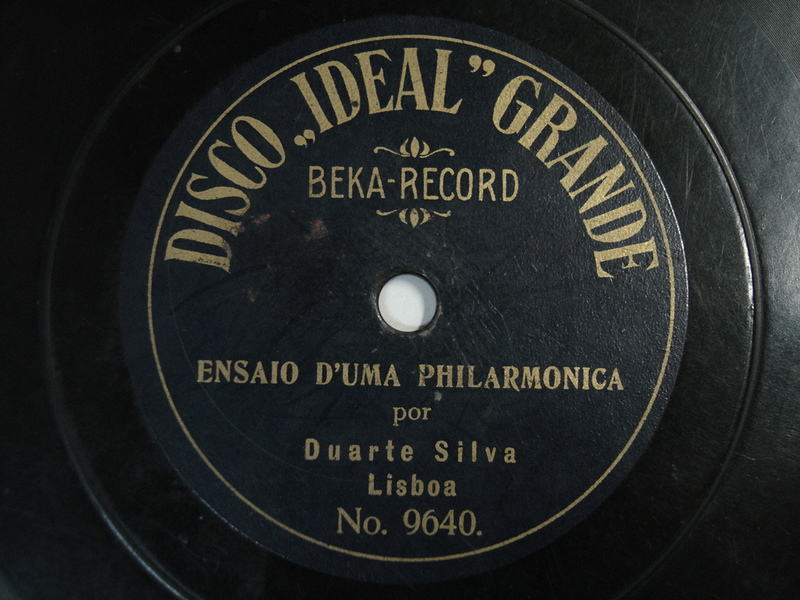 DISCO „IDEAL” GRANDE
BEKA-RECORD
ENSAIO D'UMA PHILARMONICA
por
Duarte Silva
Lisboa
No. 9640.